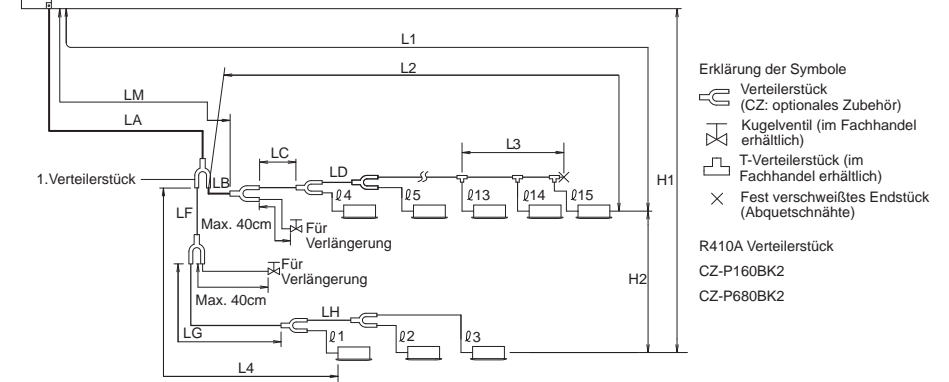 L1
L2
LM
LA
LC
LD
L3
H1
1.Verteilerstück
LB
ℓ4
ℓ5
ℓ13
ℓ14
ℓ15
LF
Max. 40cm
Für
Verlängerung
Für
Verlängerung
H2
Max. 40cm
LG
LH
ℓ1
ℓ2
ℓ3
L4
Erklärung der Symbole
Verteilerstück
(CZ: optionales Zubehör)
Kugelventil (im Fachhandel
erhältlich)
T-Verteilerstück (im
Fachhandel erhältlich)
Fest verschweißtes Endstück
(Abquetschnähte)
R410A Verteilerstück
CZ-P160BK2
CZ-P680BK2